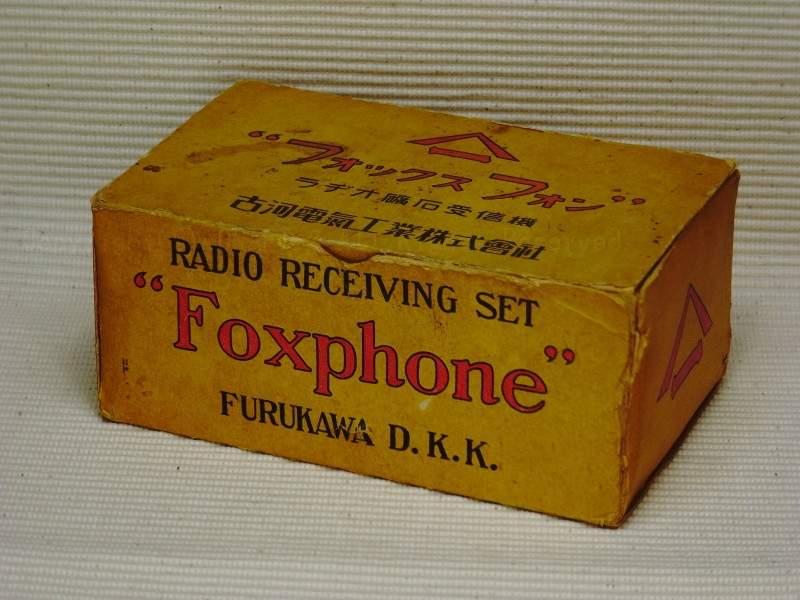 “フォックスフォン”
ラヂオ鑛石受信機
古河電氣工業株式會社
RADIO RECEIVING SET
“Foxphone”
FURUKAWA D.K.K.